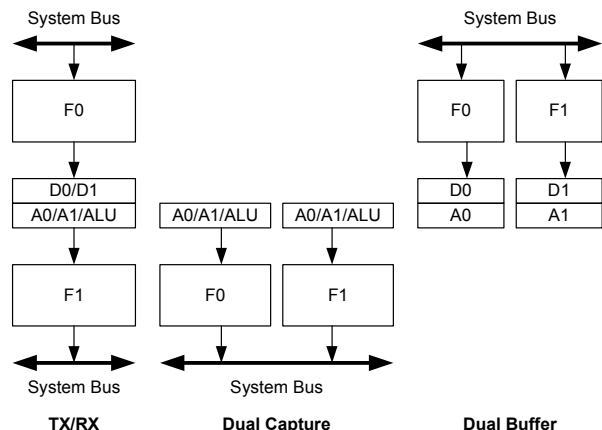 System Bus
System Bus
F0
F0
F1
D0/D1
D0
D1
A0/A1/ALU
A0/A1/ALU
A0/A1/ALU
A0
A1
F1
F0
F1
System Bus
System Bus
TX/RX
Dual Capture
Dual Buffer